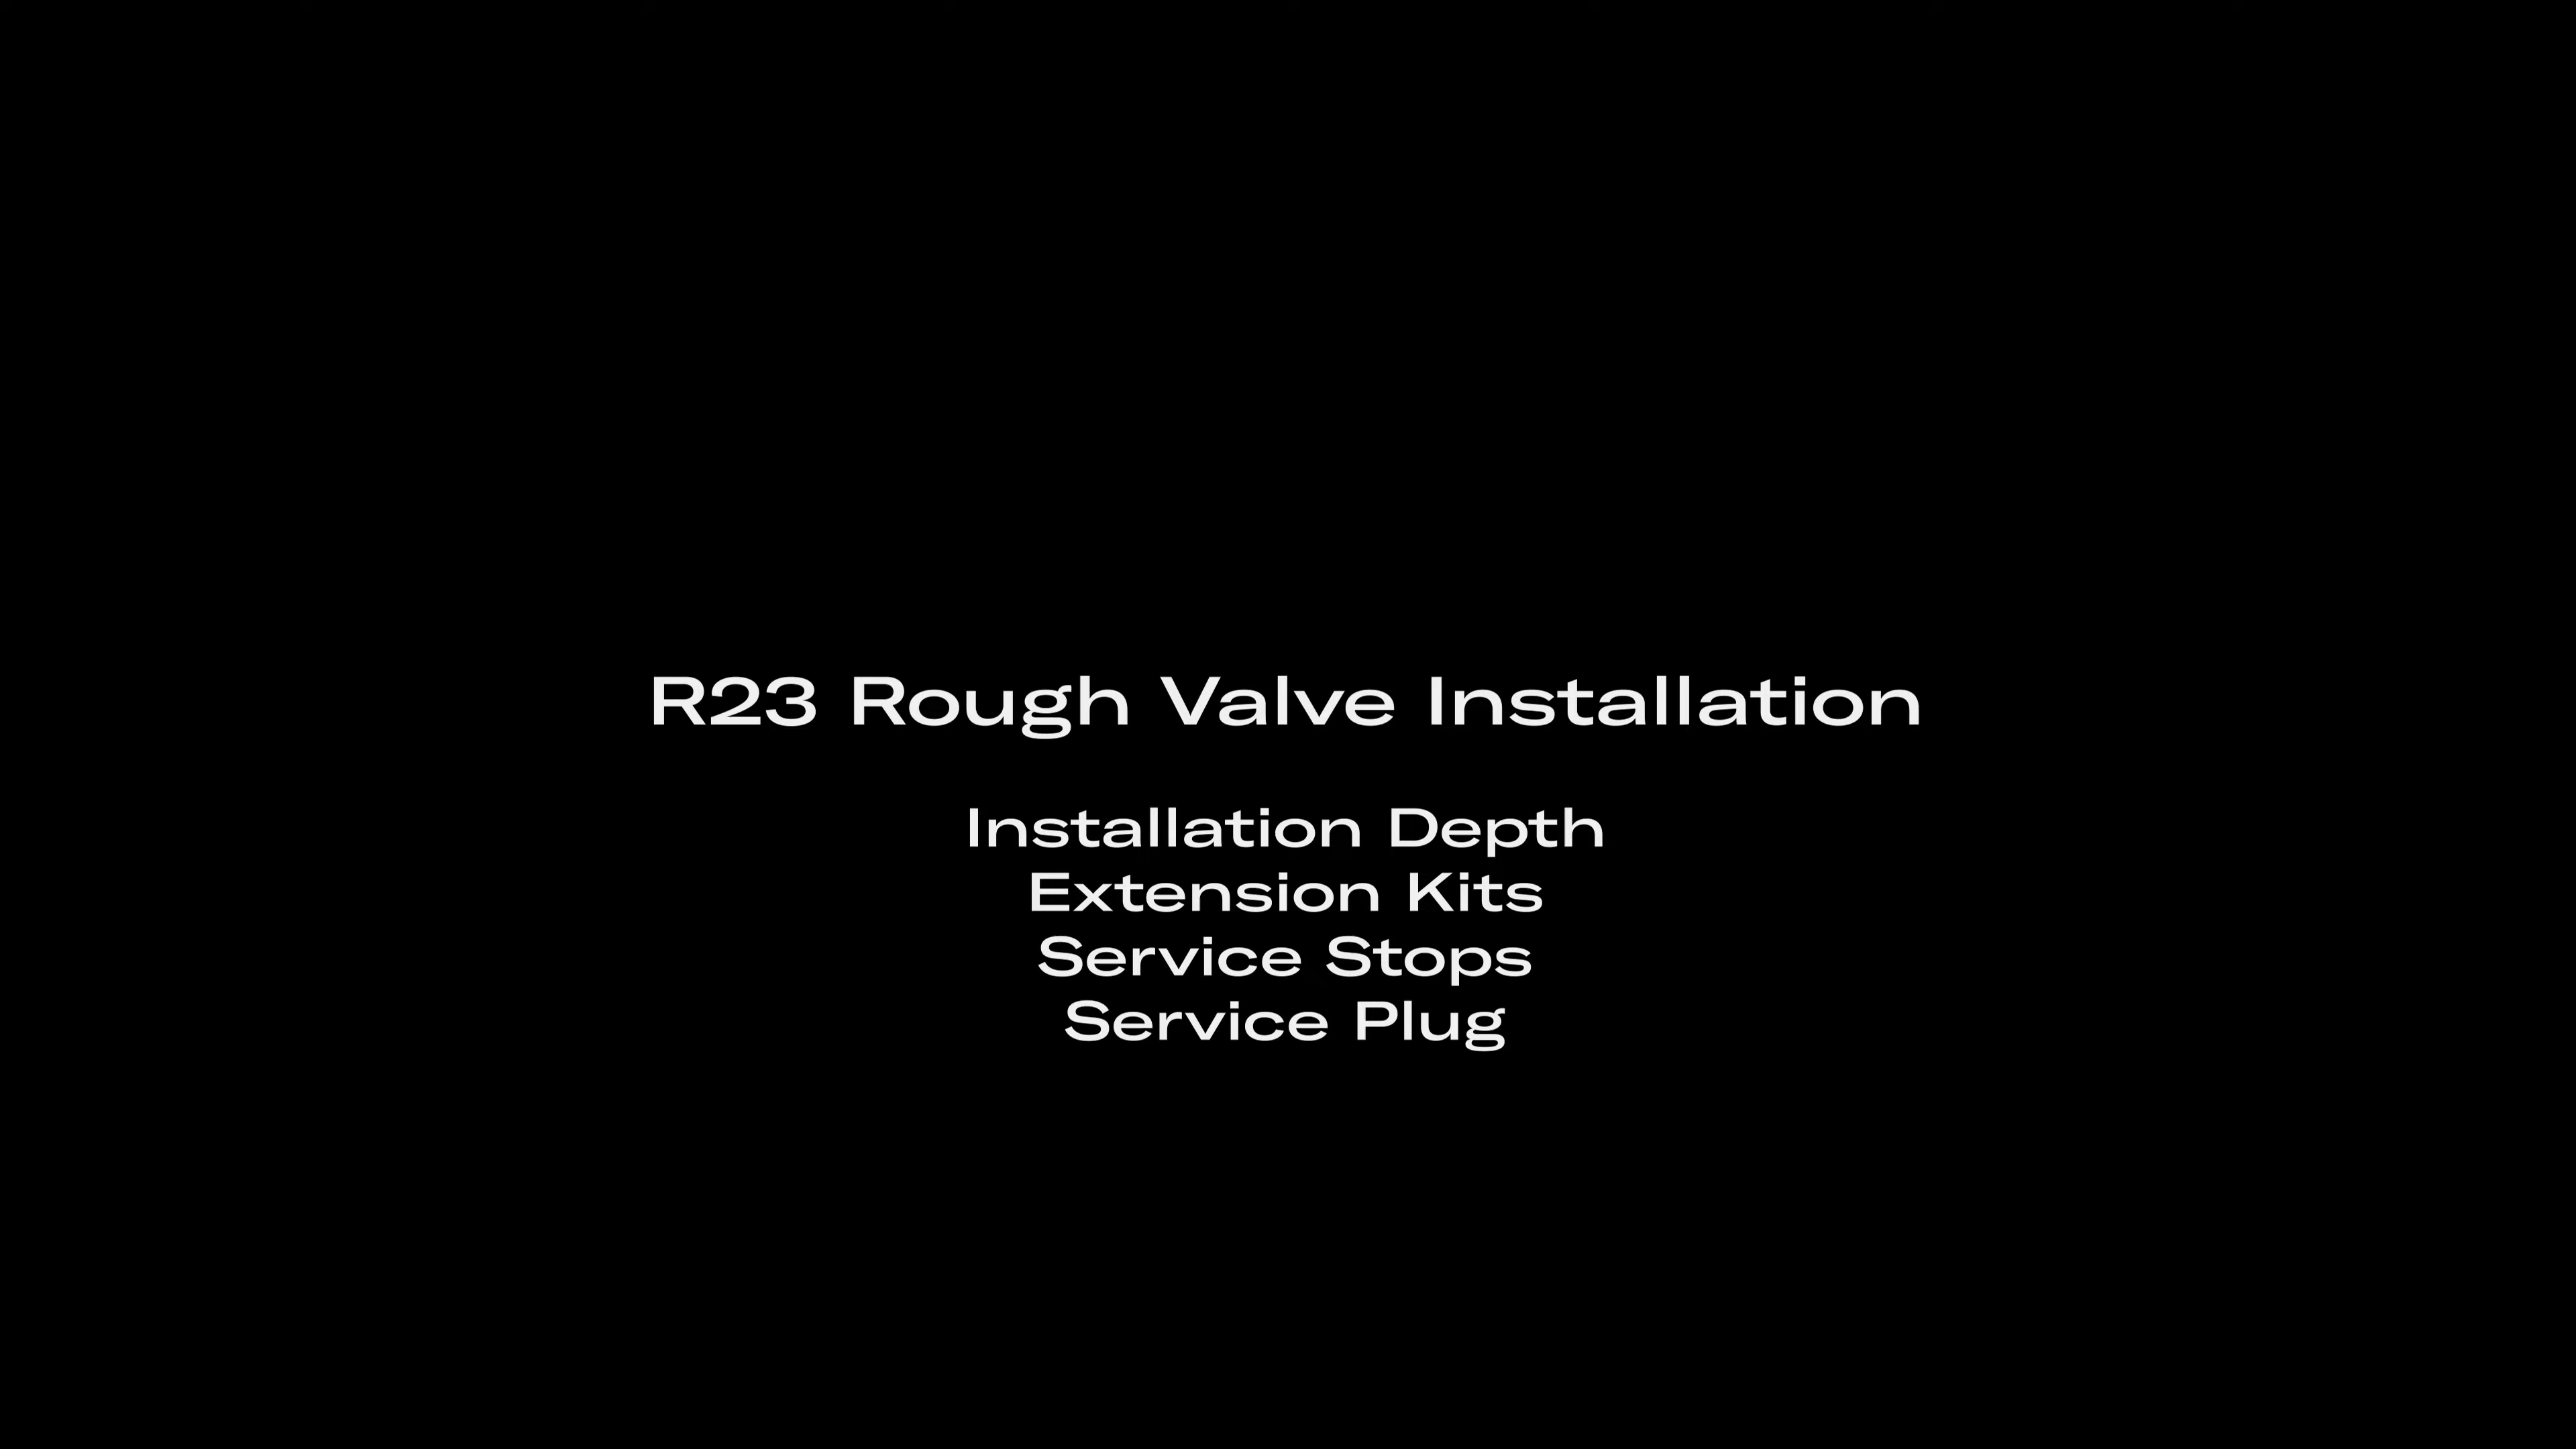 R23 Rough Valve Installation
Installation Depth
Extension Kits
Service Stops
Service Plug